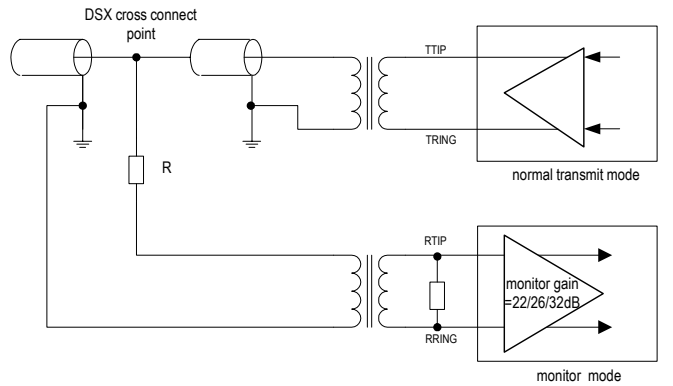 DSX cross connect
point
TTIP
TRING
normal transmit mode
R
RTIP
monitor gain
=22/26/32dB
RRING
monitor mode